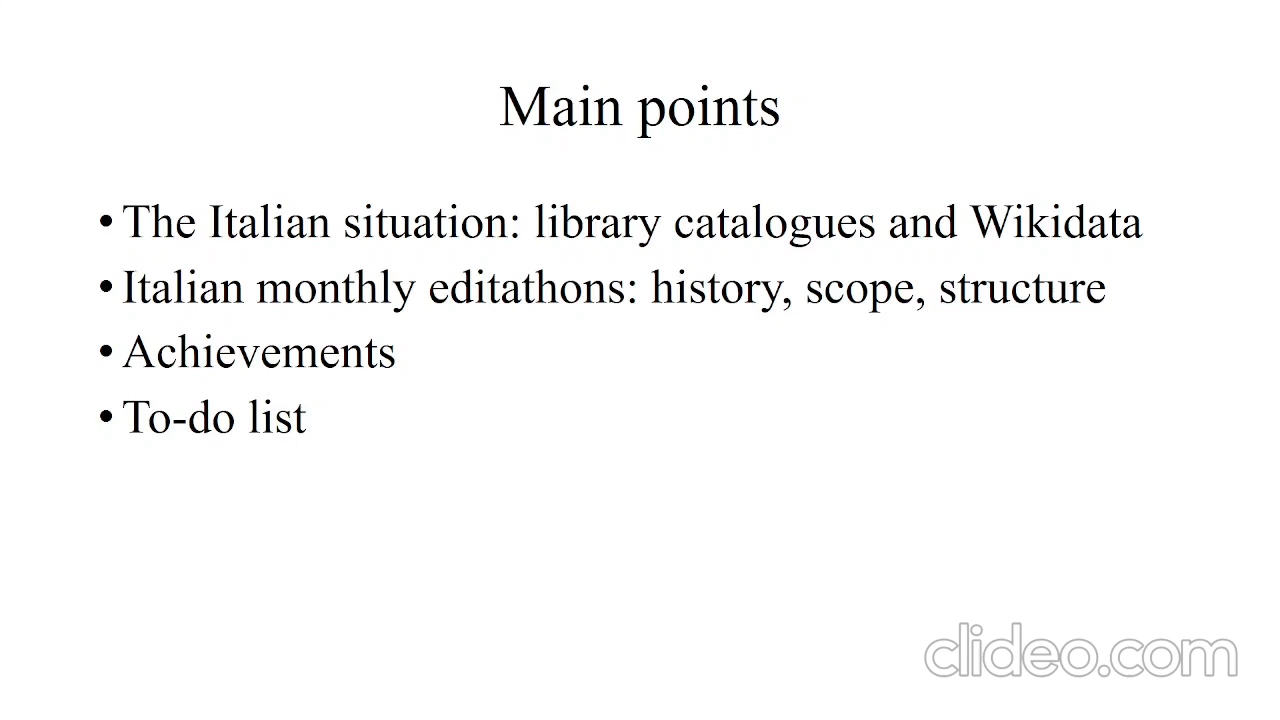 Main points
• The Italian situation: library catalogues and Wikidata
• Italian monthly editathons: history, scope, structure
• Achievements
• To-do list
clideo.com